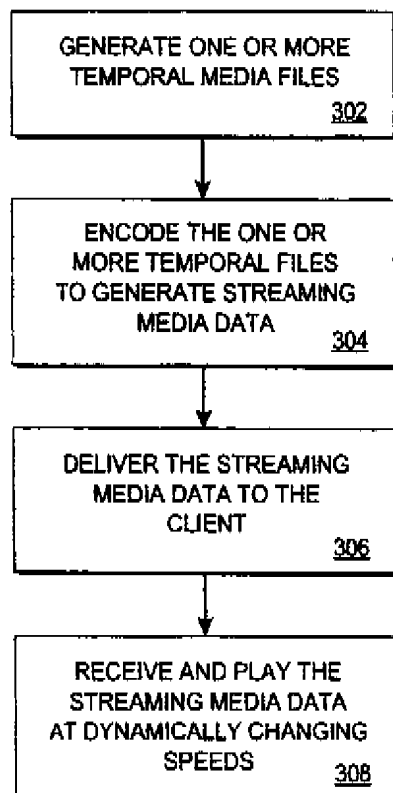 GENERATE ONE OR MORE
TEMPORAL MEDIA FILES
302
ENCODE THE ONE OR
MORE TEMPORAL FILES
TO GENERATE STREAMING
MEDIA DATA
304
DELIVER THE STREAMING
MEDIA DATA TO THE
CLIENT
306
RECEIVE AND PLAY THE
STREAMING MEDIA DATA
AT DYNAMICALLY CHANGING
SPEEDS
308